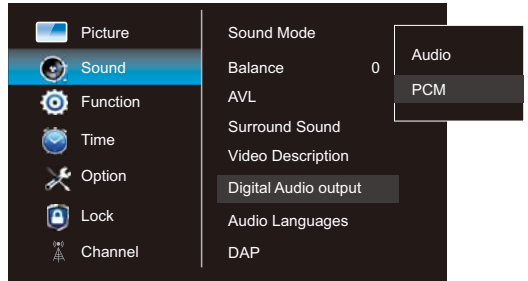 Picture
Sound
Function
Time
Option
Lock
Channel
Sound Mode
Balance 0
AVL
Surround Sound
Video Description
Digital Audio output
Audio Languages
DAP
Audio
PCM